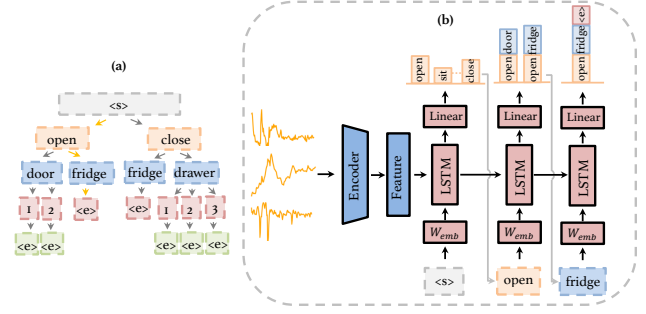 (a)
<s>
open close
door fridge fridge drawer
1 2 <e> <e> 1 2 3
<e> <e> <e> <e> <e>
(b)
open sit close
open door open fridge
open fridge <e>
Linear Linear Linear
Encoder Feature LSTM LSTM LSTM
W_emb W_emb W_emb
<s> open fridge